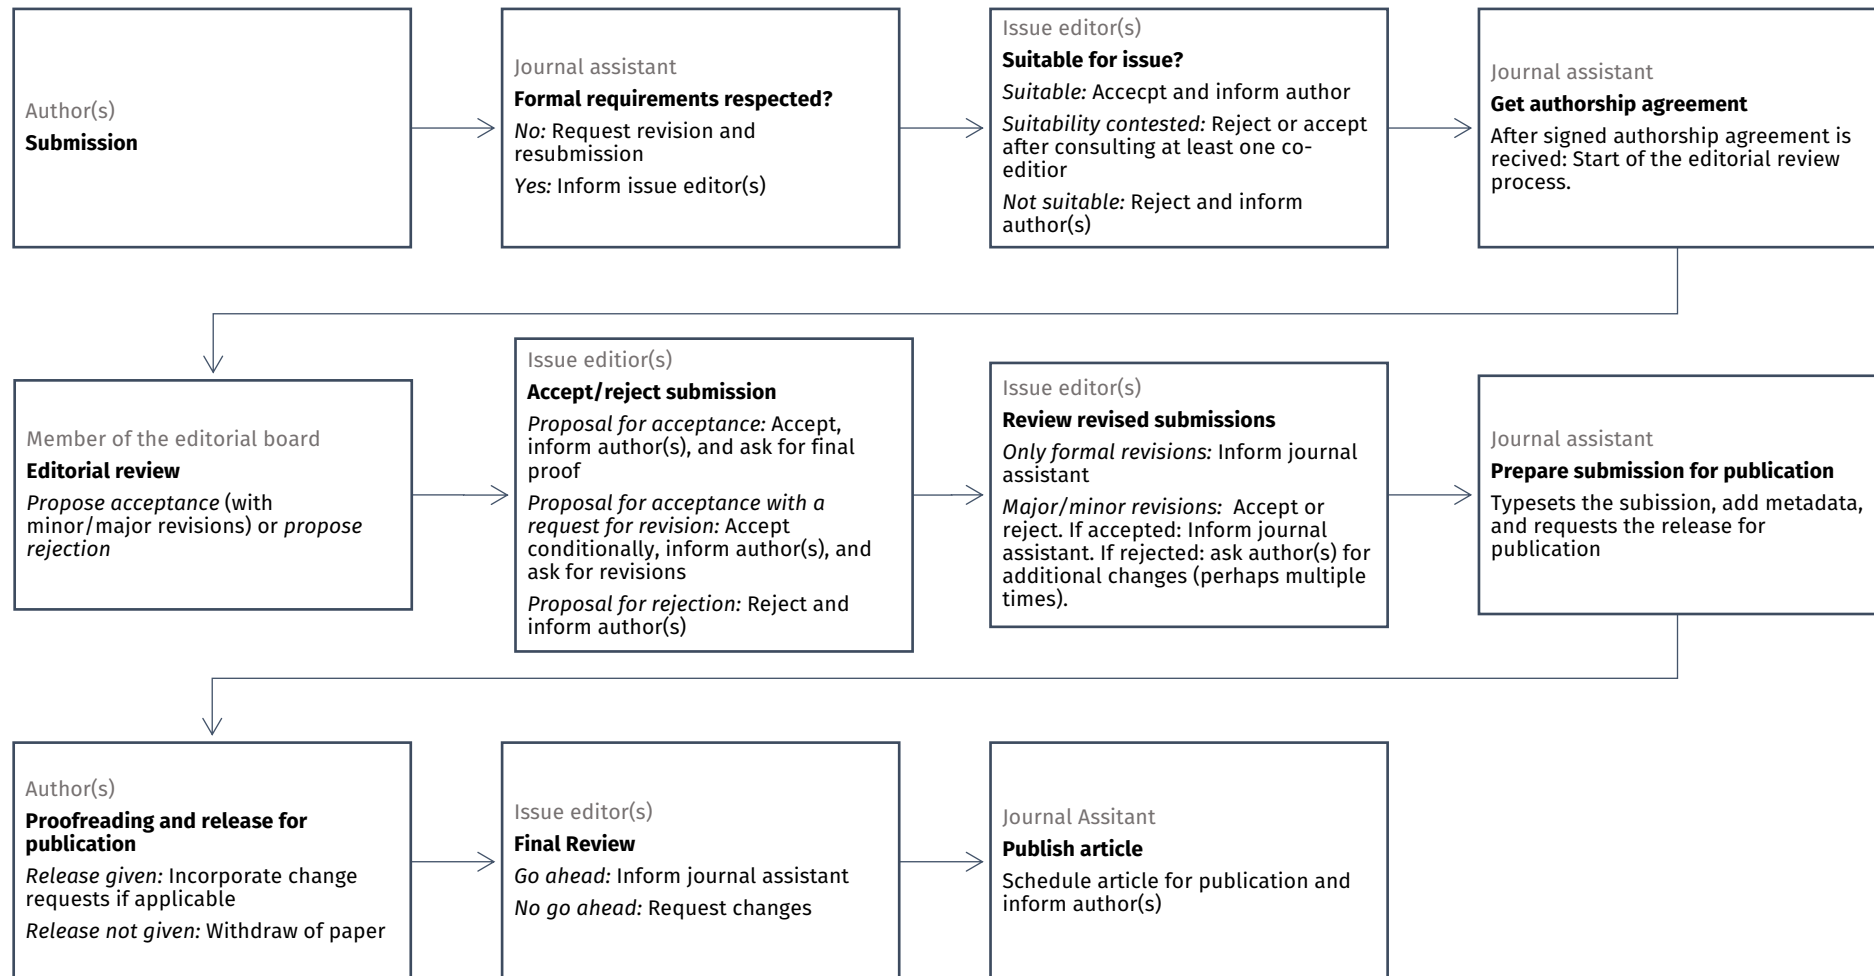 Author(s)
Submission
Journal assistant
Formal requirements respected?
No: Request revision and
resubmission
Yes: Inform issue editor(s)
Issue editor(s)
Suitable for issue?
Suitable: Accecpt and inform author
Suitability contested: Reject or accept
after consulting at least one co-
editior
Not suitable: Reject and inform
author(s)
Journal assistant
Get authorship agreement
After signed authorship agreement is
recived: Start of the editorial review
process.
Member of the editorial board
Editorial review
Propose acceptance (with
minor/major revisions) or propose
rejection
Issue editior(s)
Accept/reject submission
Proposal for acceptance: Accept,
inform author(s), and ask for final
proof
Proposal for acceptance with a
request for revision: Accept
conditionally, inform author(s), and
ask for revisions
Proposal for rejection: Reject and
inform author(s)
Issue editor(s)
Review revised submissions
Only formal revisions: Inform journal
assistant
Major/minor revisions:  Accept or
reject. If accepted: Inform journal
assistant. If rejected: ask author(s) for
additional changes (perhaps multiple
times).
Journal assistant
Prepare submission for publication
Typesets the subission, add metadata,
and requests the release for
publication
Author(s)
Proofreading and release for
publication
Release given: Incorporate change
requests if applicable
Release not given: Withdraw of paper
Issue editor(s)
Final Review
Go ahead: Inform journal assistant
No go ahead: Request changes
Journal Assitant
Publish article
Schedule article for publication and
inform author(s)